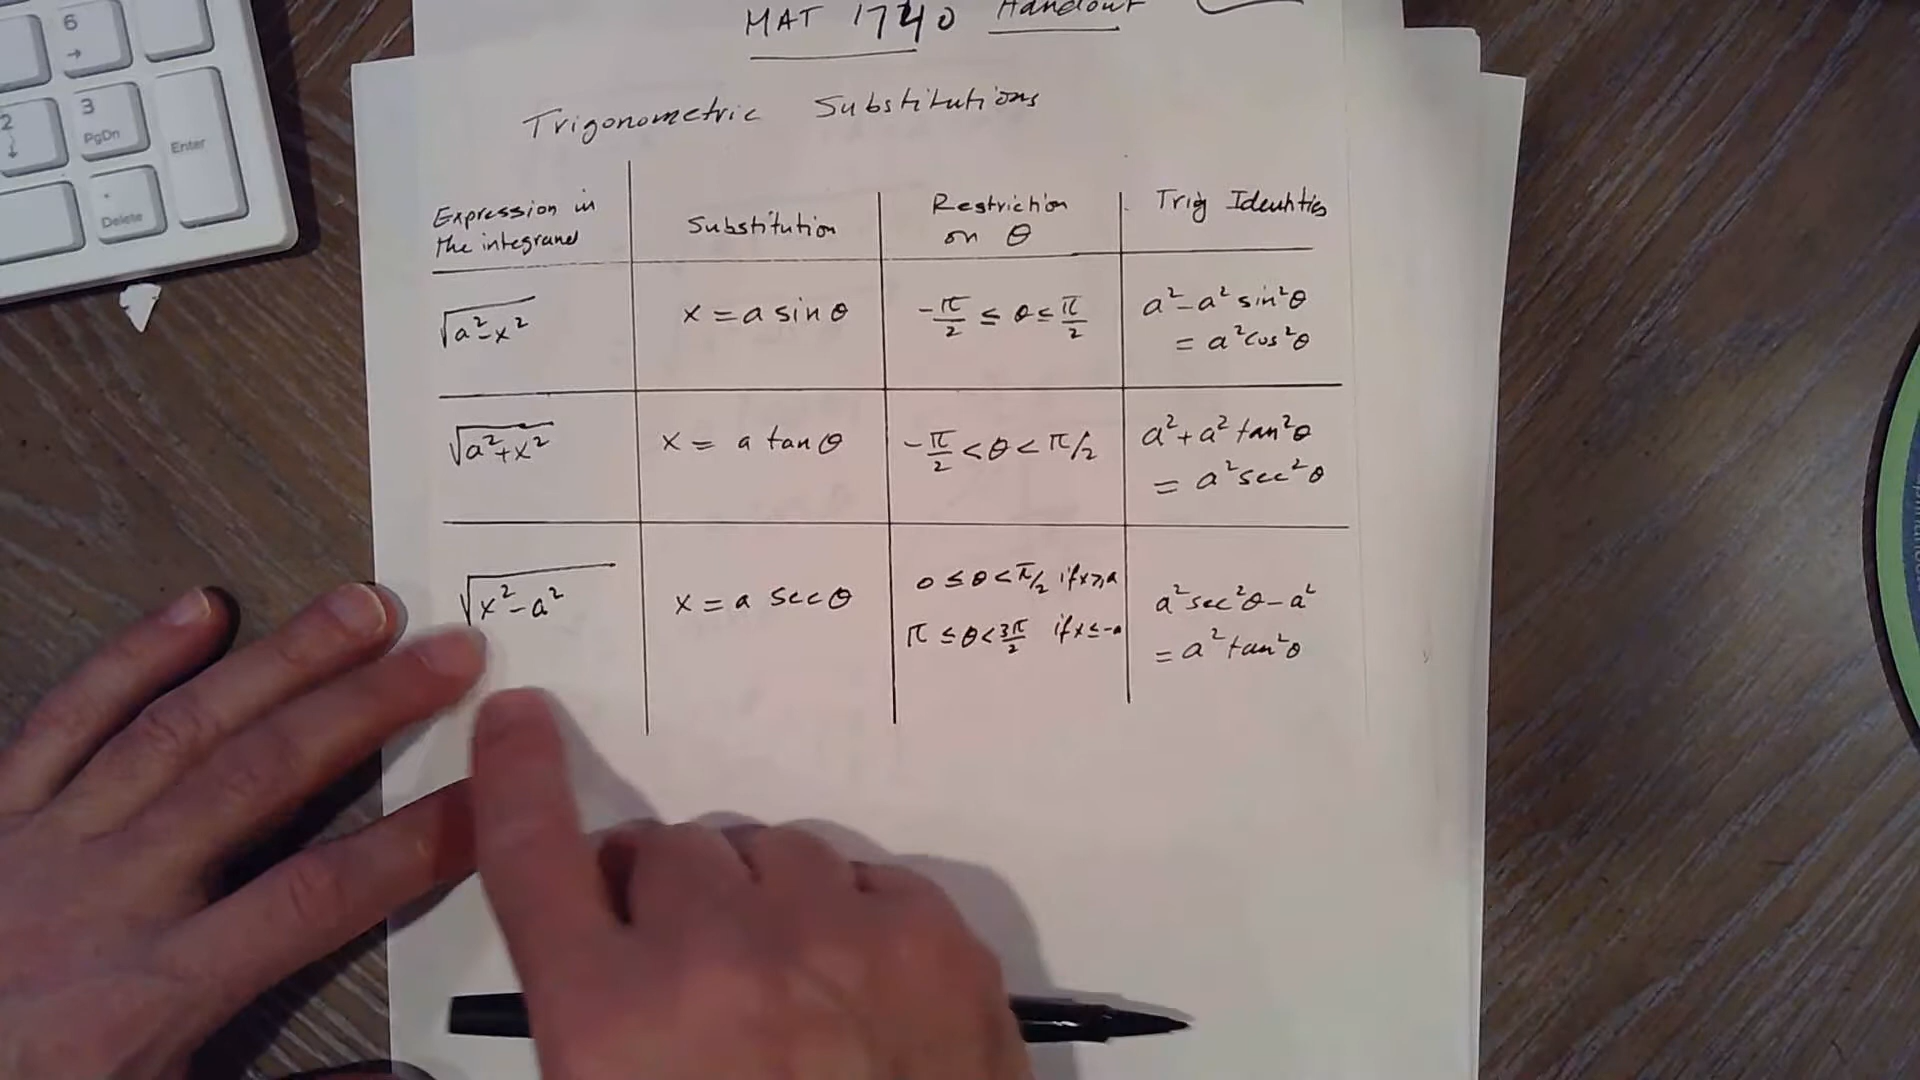 MAT 1740 Handout
Trigonometric Substitutions
Expression in
the integrand
Substitution
Restriction
on θ
Trig Identities
√(a²-x²)
x = a sin θ
-π/2 ≤ θ ≤ π/2
a² - a² sin²θ
= a² cos²θ
√(a²+x²)
x = a tan θ
-π/2 < θ < π/2
a² + a² tan²θ
= a² sec²θ
√(x²-a²)
x = a sec θ
0 ≤ θ < π/2 if x ≥ a
π ≤ θ < 3π/2 if x ≤ -a
a² sec²θ - a²
= a² tan²θ
6
→
2
↓
3
PgDn
Enter
.
Delete